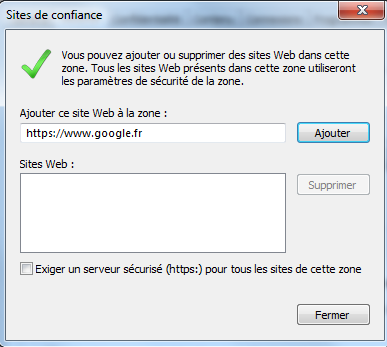 Sites de confiance
Vous pouvez ajouter ou supprimer des sites Web dans cette
zone. Tous les sites Web présents dans cette zone utiliseront
les paramètres de sécurité de la zone.
Ajouter ce site Web à la zone :
https://www.google.fr
Ajouter
Sites Web :
Supprimer
Exiger un serveur sécurisé (https:) pour tous les sites de cette zone
Fermer